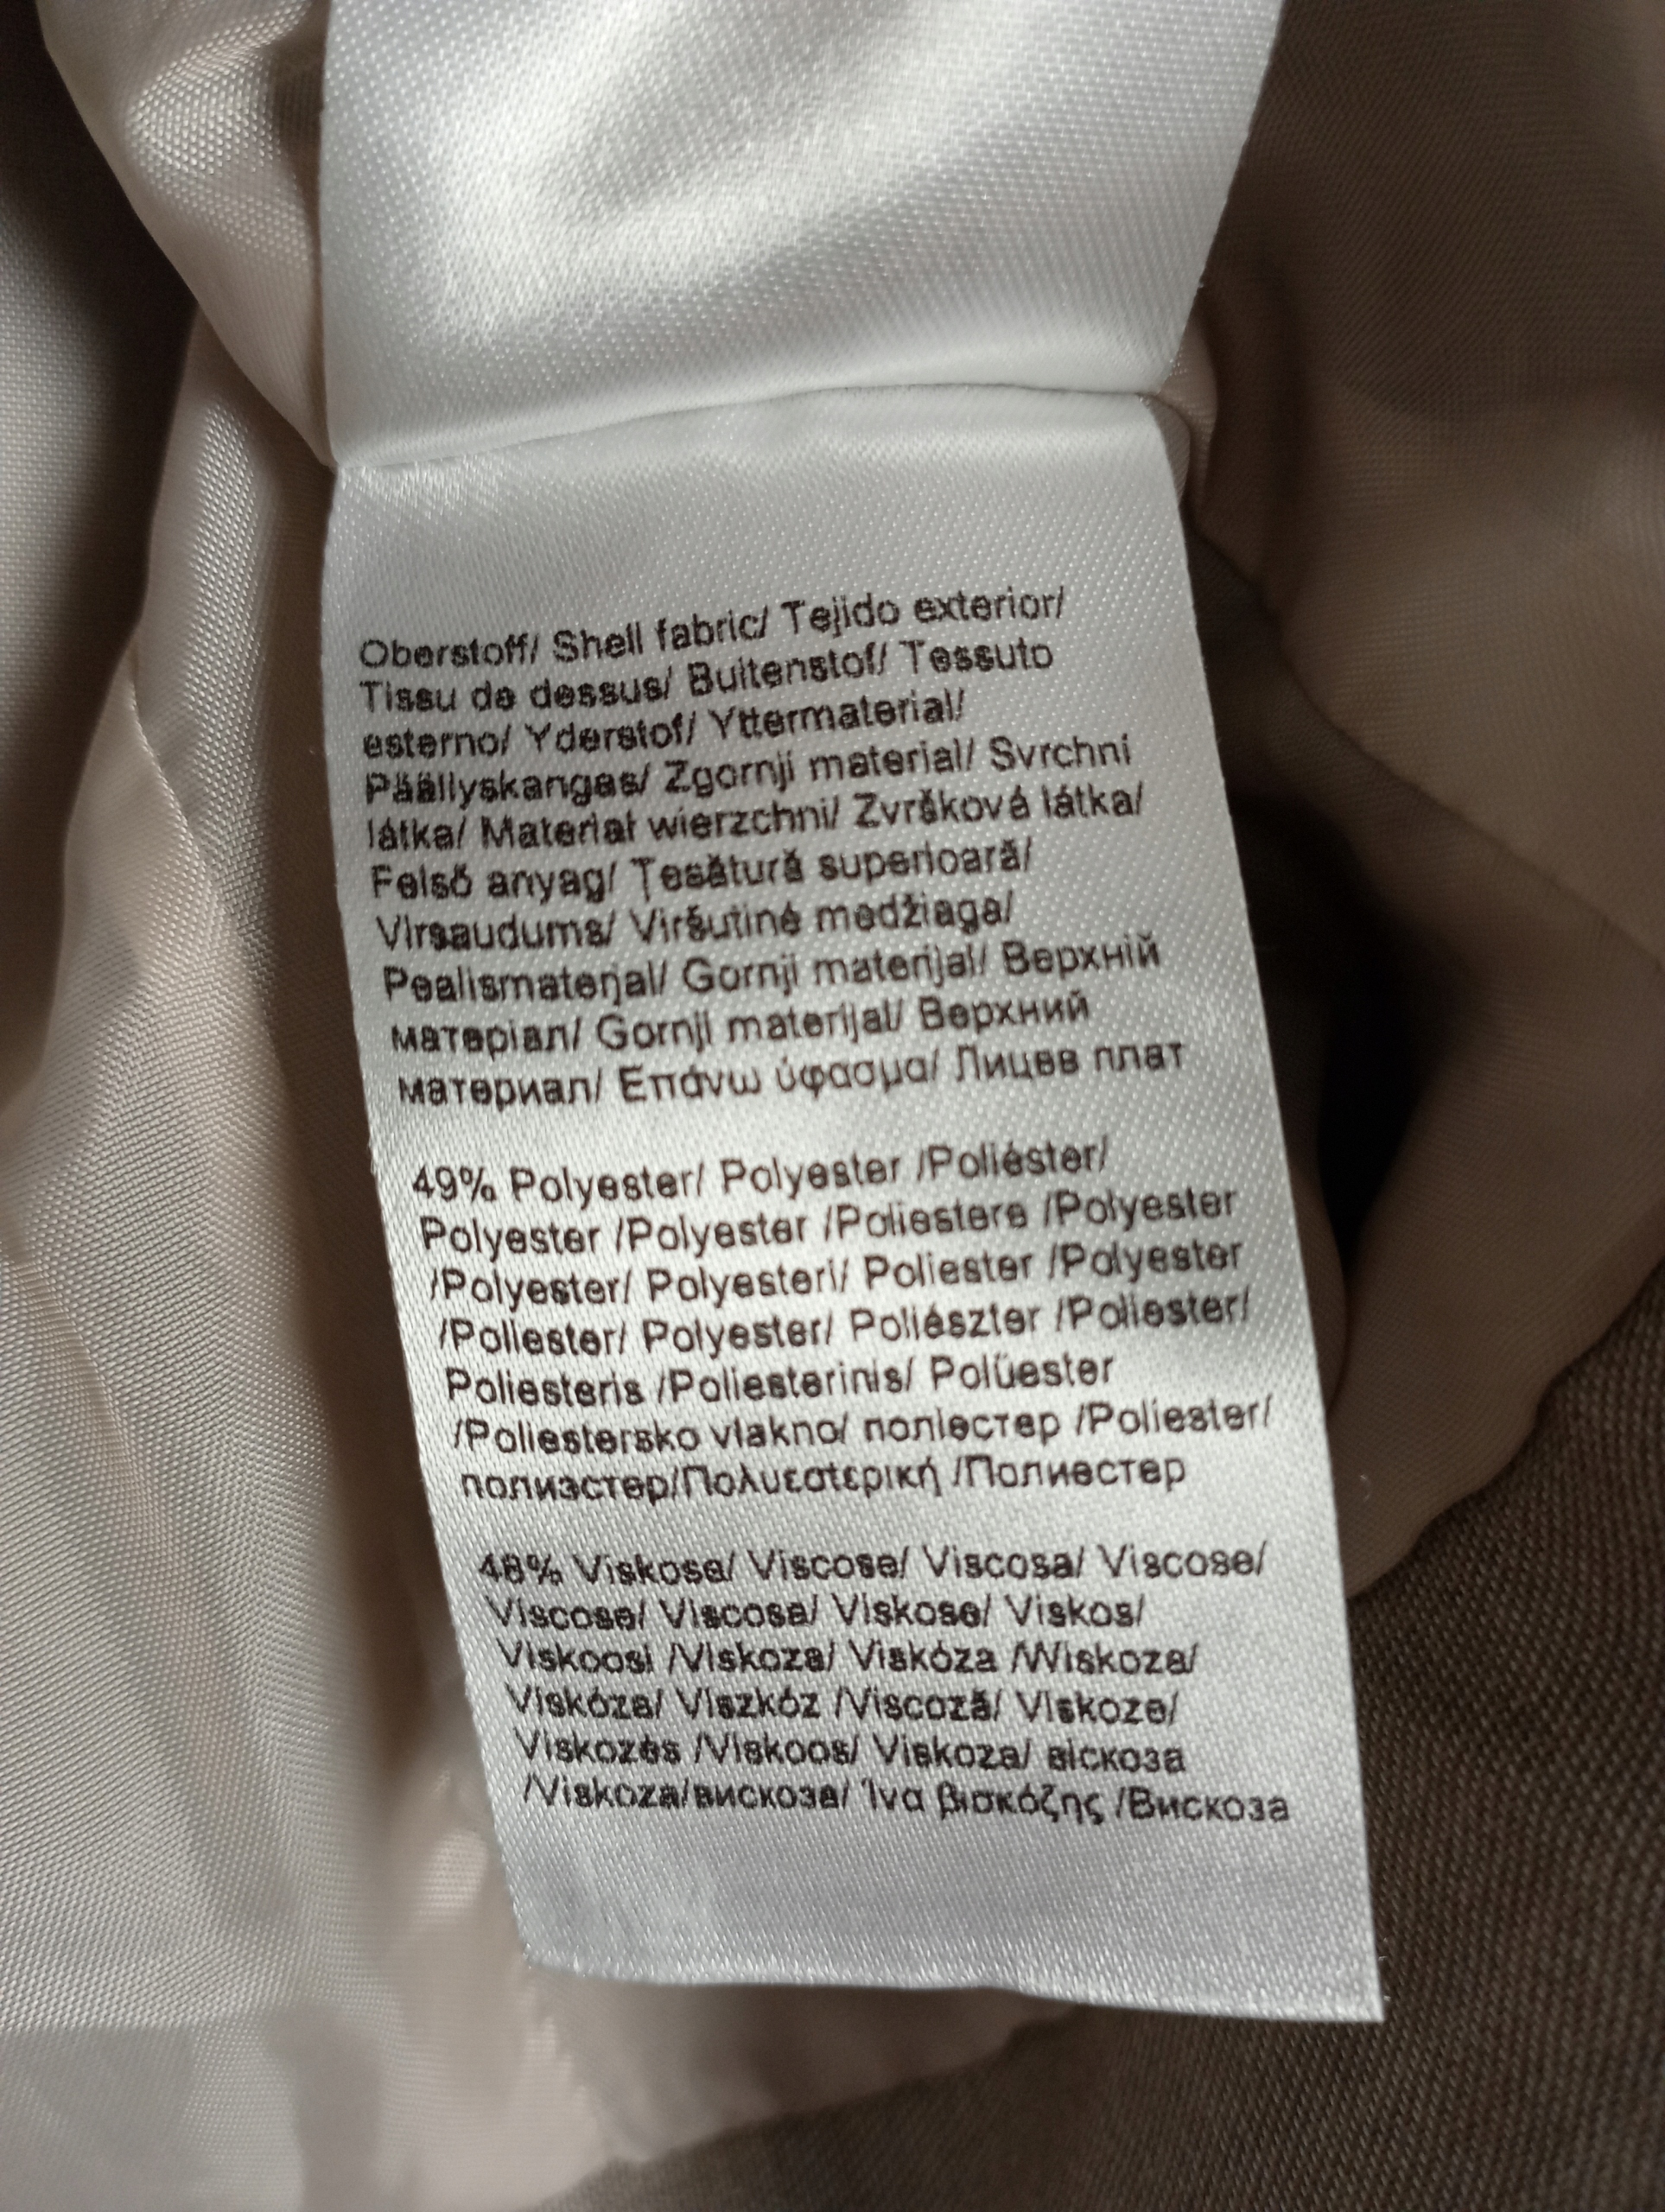 Oberstoff/ Shell fabric/ Tejido exterior/
Tissu de dessus/ Buitenstof/ Tessuto
esterno/ Yderstof/ Yttermaterial/
Päällyskangas/ Zgornji material/ Svrchní
látka/ Materiał wierzchni/ Zvršková látka/
Felső anyag/ Țesătură superioară/
Virsaudums/ Viršutinė medžiaga/
Pealismaterjal/ Gornji materijal/ Верхній
матеріал/ Gornji materijal/ Верхний
материал/ Επάνω ύφασμα/ Лицев плат
49% Polyester/ Polyester /Poliéster/
Polyester /Polyester /Poliestere /Polyester
/Polyester/ Polyesteri/ Poliester /Polyester
/Poliester/ Polyester/ Poliészter /Poliester/
Poliesteris /Poliesterinis/ Polüester
/Poliestersko vlakno/ поліестер /Poliester/
полиэстер/Πολυεστερική /Полиестер
48% Viskose/ Viscose/ Viscosa/ Viscose/
Viscose/ Viscosa/ Viskose/ Viskos/
Viskoosi /Viskoza/ Viskóza /Wiskoza/
Viskóza/ Viszkóz /Viscoză/ Viskoze/
Viskozės /Viskoos/ Viskoza/ віскоза
/Viskoza/вискоза/ Ίνα βισκόζης /Вискоза